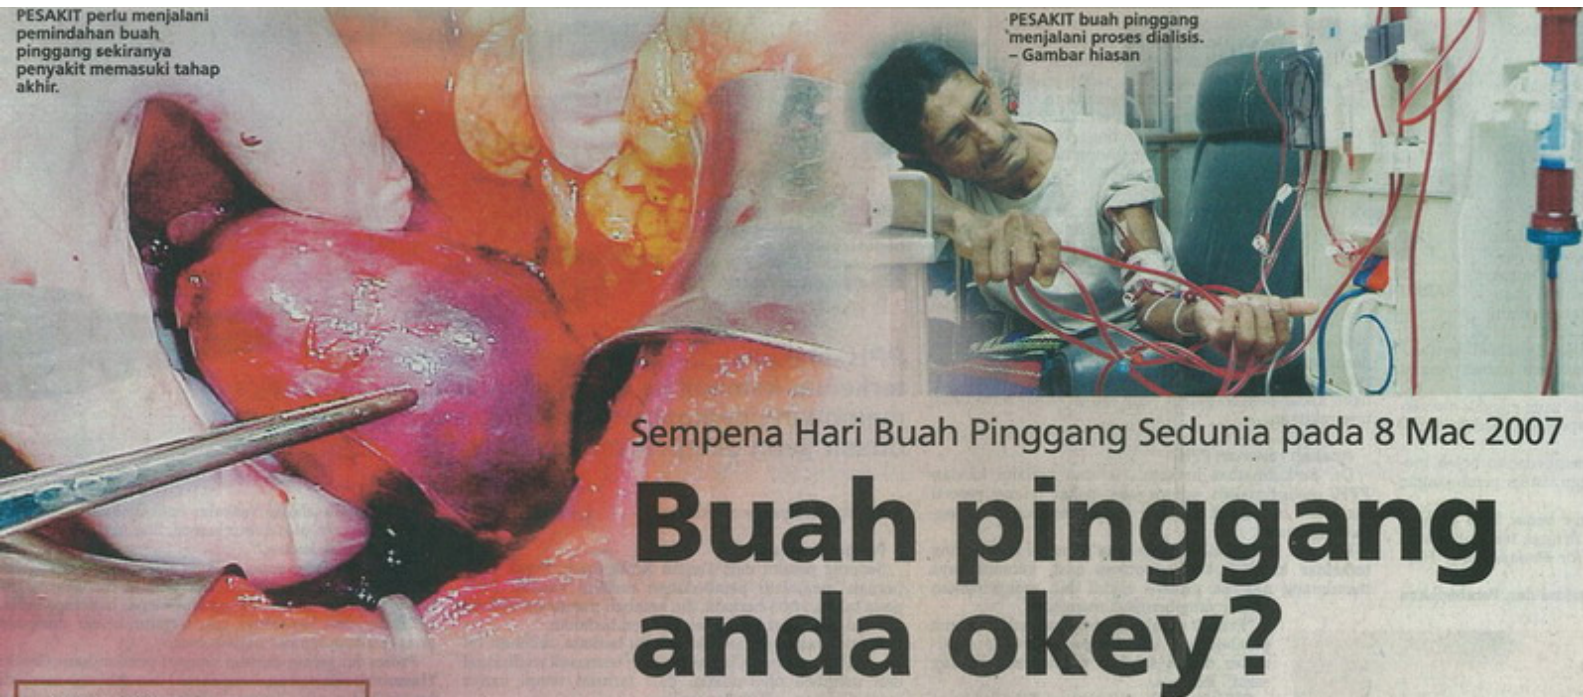 PESAKIT perlu menjalani
pemindahan buah
pinggang sekiranya
penyakit memasuki tahap
akhir.
PESAKIT buah pinggang
menjalani proses dialisis.
– Gambar hiasan
Sempena Hari Buah Pinggang Sedunia pada 8 Mac 2007
Buah pinggang
anda okey?